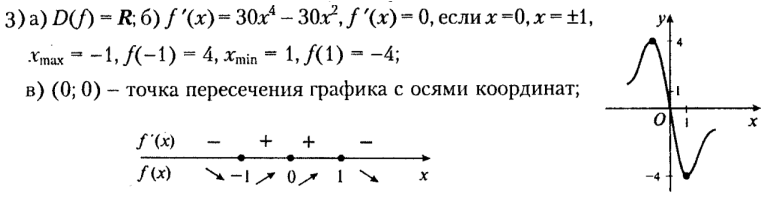 3) а) D(f) = R; б) f ′(x) = 30x⁴ – 30x², f ′(x) = 0, если x =0, x = ±1,
xmax = –1, f(–1) = 4, xmin = 1, f(1) = –4;
в) (0; 0) – точка пересечения графика с осями координат;
f ′(x) – + + –
f (x) ↘ –1 ↗ 0 ↗ 1 ↘ x
y
4
1
O 1 x
–4